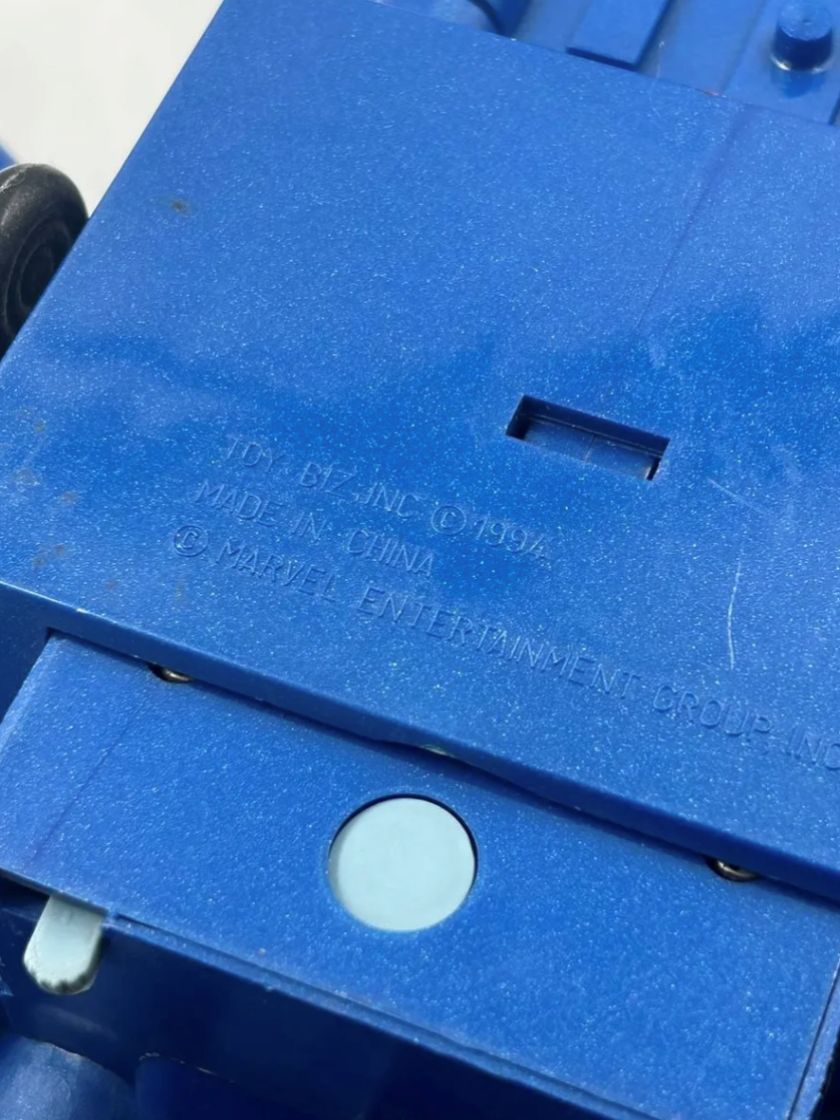 TOY BIZ, INC © 1994
MADE IN CHINA
© MARVEL ENTERTAINMENT GROUP, INC